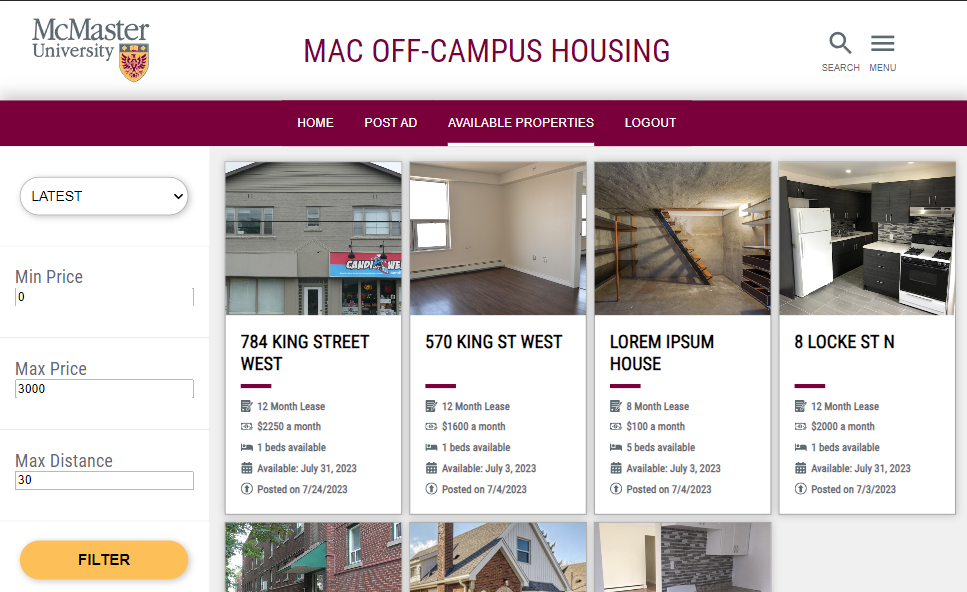 McMaster
University
MAC OFF-CAMPUS HOUSING
SEARCH
MENU
HOME
POST AD
AVAILABLE PROPERTIES
LOGOUT
LATEST
Min Price
0
Max Price
3000
Max Distance
30
FILTER
784 KING STREET
WEST
12 Month Lease
$2250 a month
1 beds available
Available: July 31, 2023
Posted on 7/24/2023
570 KING ST WEST
12 Month Lease
$1600 a month
1 beds available
Available: July 3, 2023
Posted on 7/4/2023
LOREM IPSUM
HOUSE
8 Month Lease
$100 a month
5 beds available
Available: July 3, 2023
Posted on 7/4/2023
8 LOCKE ST N
12 Month Lease
$2000 a month
1 beds available
Available: July 31, 2023
Posted on 7/3/2023